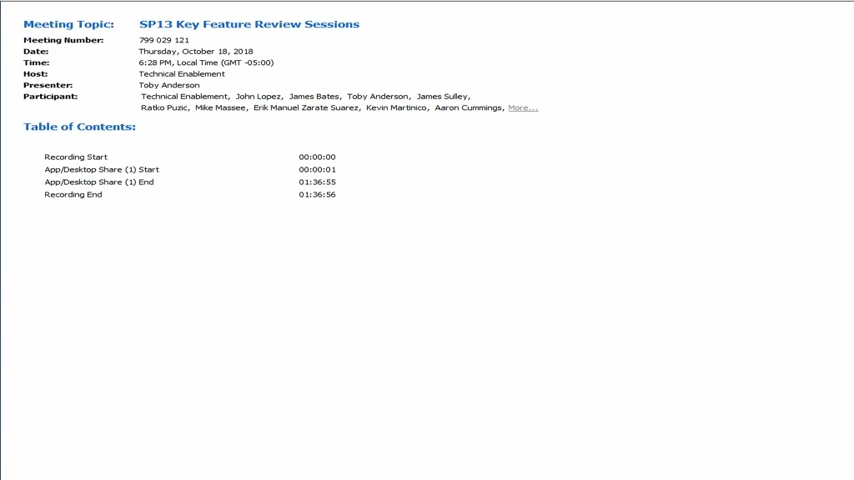 Meeting Topic: SP13 Key Feature Review Sessions
Meeting Number: 799 029 121
Date: Thursday, October 18, 2018
Time: 6:28 PM, Local Time (GMT -05:00)
Host: Technical Enablement
Presenter: Toby Anderson
Participant: Technical Enablement, John Lopez, James Bates, Toby Anderson, James Sulley,
Ratko Puzic, Mike Massee, Erik Manuel Zarate Suarez, Kevin Martinico, Aaron Cummings, More...
Table of Contents:
Recording Start 00:00:00
App/Desktop Share (1) Start 00:00:01
App/Desktop Share (1) End 01:36:55
Recording End 01:36:56